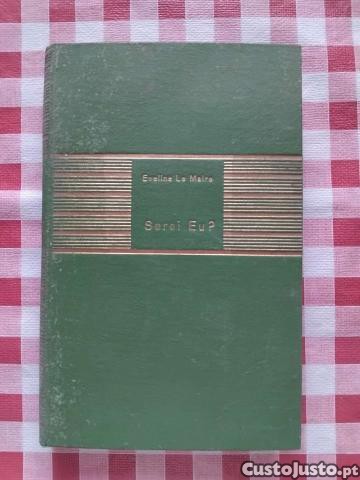 Eveline Le Maire
Serei Eu?
CustoJusto.pt